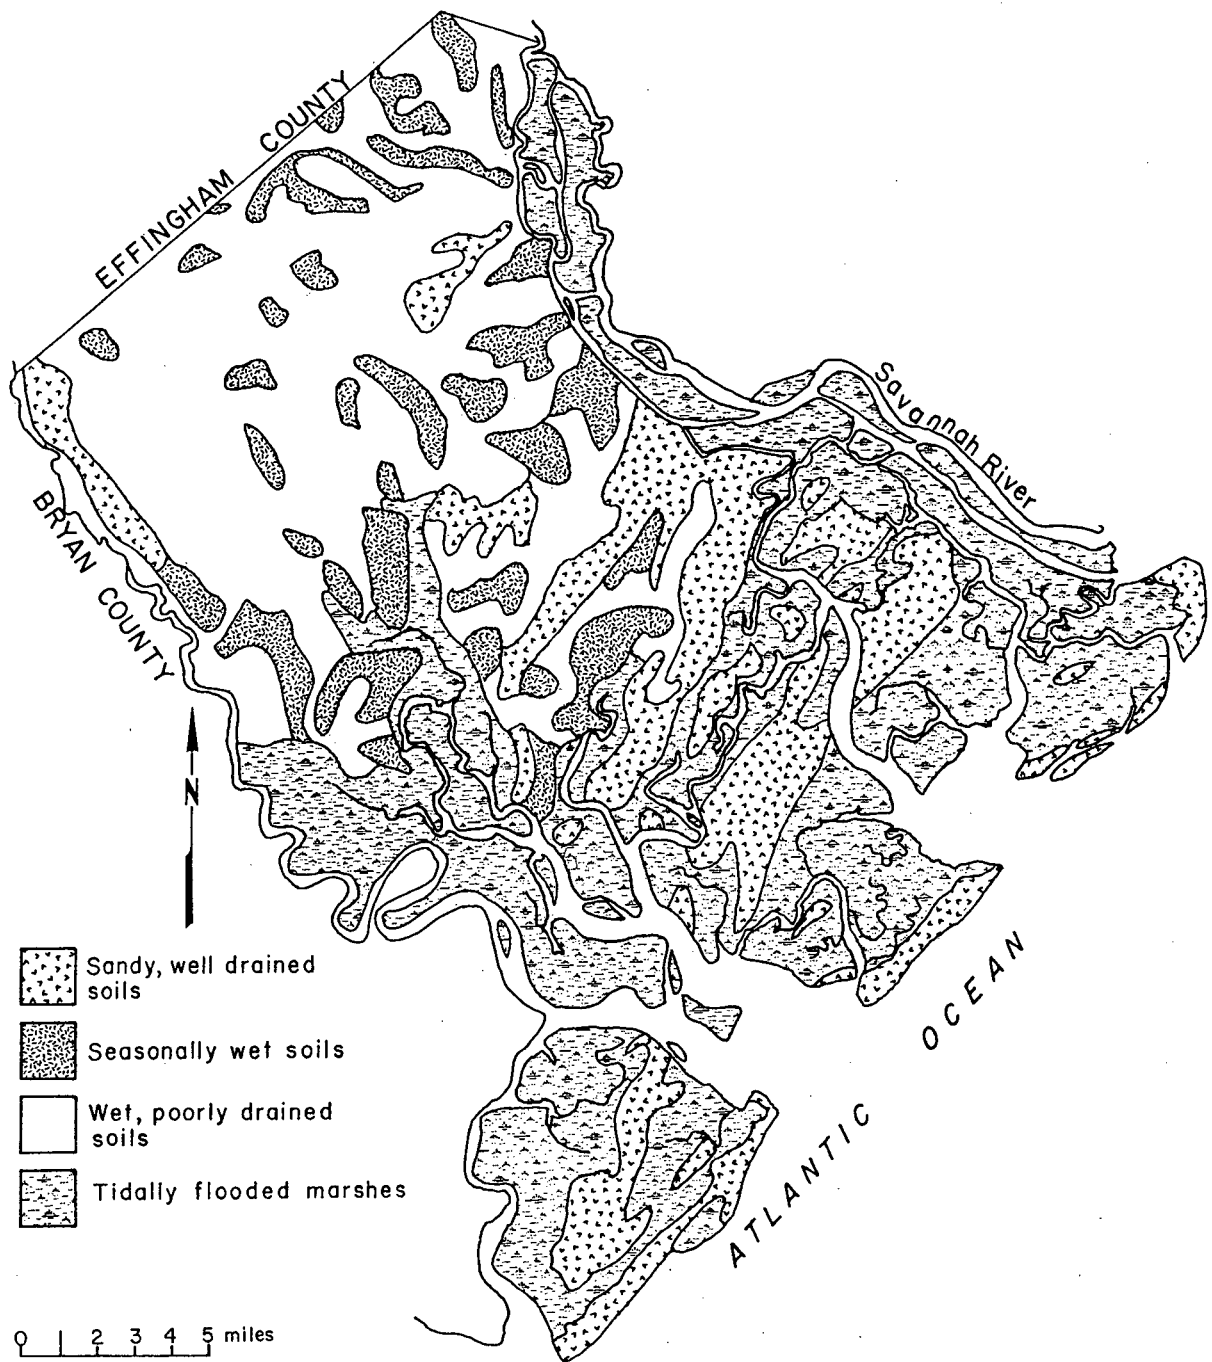 EFFINGHAM COUNTY
Savannah River
BRYAN
COUNTY
N
Sandy, well drained
soils
Seasonally wet soils
Wet, poorly drained
soils
Tidally flooded marshes
ATLANTIC OCEAN
0 1 2 3 4 5 miles